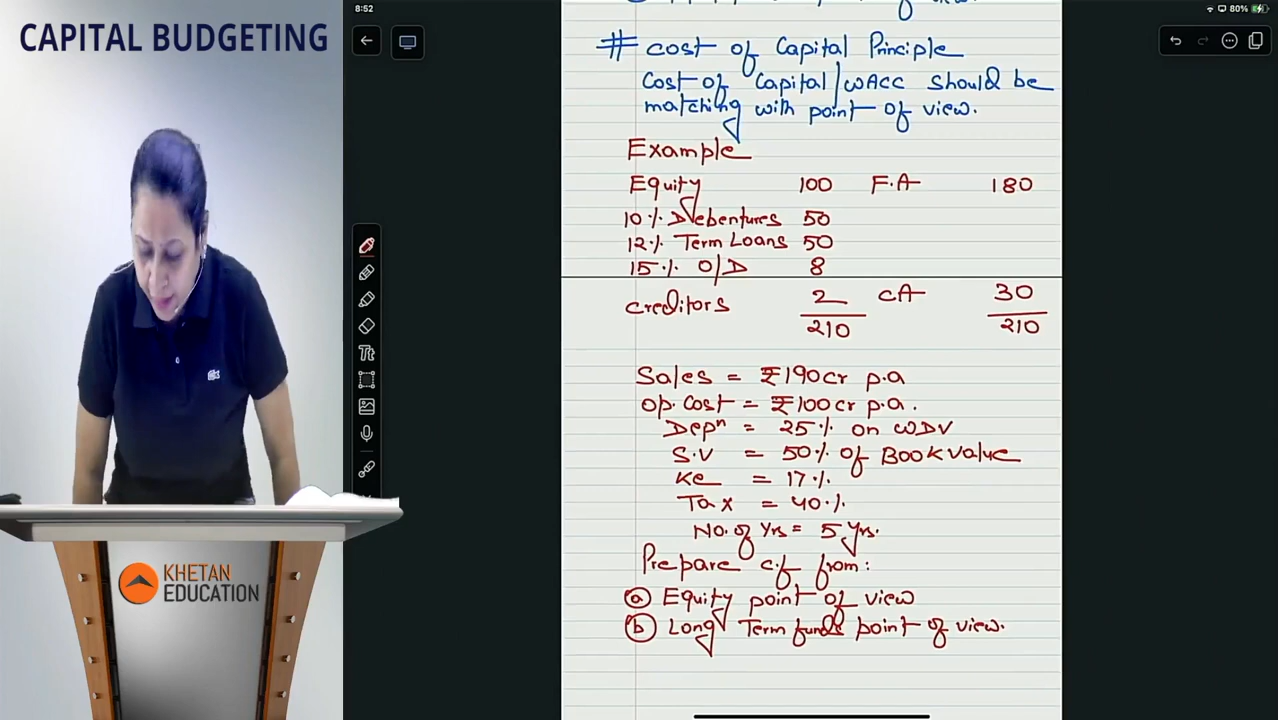 8:52
80%
CAPITAL BUDGETING
# Cost of Capital Principle
Cost of Capital/WACC should be
matching with point of view.
Example
Equity 100 F.A 180
10% Debentures 50
12% Term Loans 50
15% O/D 8
Creditors 2 CA 30
210 210
Sales = ₹190cr p.a
Op. Cost = ₹100cr p.a.
Depⁿ = 25% on WDV
S.V = 50% of Book Value
Ke = 17%
Tax = 40%
No. of Yrs = 5 Yrs.
Prepare c.f from:
(a) Equity point of view
(b) Long Term funds point of view.
Tt
KHETAN
EDUCATION